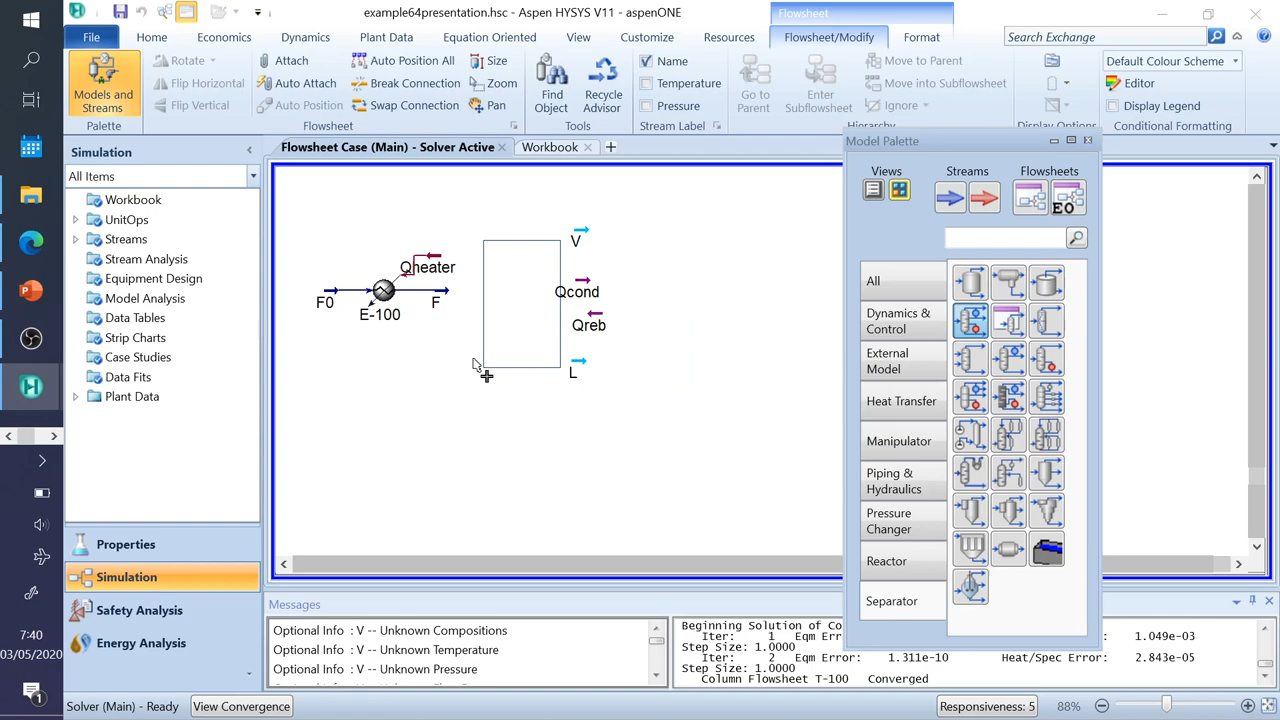 example64presentation.hsc - Aspen HYSYS V11 - aspenONE
Flowsheet
File Home Economics Dynamics Plant Data Equation Oriented View Customize Resources Flowsheet/Modify Format Search Exchange
Models and Streams
Palette
Rotate
Flip Horizontal
Flip Vertical
Attach
Auto Attach
Auto Position
Auto Position All
Break Connection
Swap Connection
Size
Zoom
Pan
Flowsheet
Find Object
Recycle Advisor
Tools
Name
Temperature
Pressure
Stream Label
Go to Parent
Enter Subflowsheet
Move to Parent
Move into Subflowsheet
Ignore
Hierarchy
Display Options
Default Colour Scheme
Editor
Display Legend
Conditional Formatting
Simulation
All Items
Workbook
UnitOps
Streams
Stream Analysis
Equipment Design
Model Analysis
Data Tables
Strip Charts
Case Studies
Data Fits
Plant Data
Properties
Simulation
Safety Analysis
Energy Analysis
Flowsheet Case (Main) - Solver Active
Workbook
V
Qheater
Qcond
F0
F
E-100
Qreb
L
Model Palette
Views Streams Flowsheets
EO
All
Dynamics & Control
External Model
Heat Transfer
Manipulator
Piping & Hydraulics
Pressure Changer
Reactor
Separator
Messages
Optional Info : V -- Unknown Compositions
Optional Info : V -- Unknown Temperature
Optional Info : V -- Unknown Pressure
Beginning Solution of Co
Iter: 1 Eqm Error 1.049e-03
Step Size: 1.0000
Iter: 2 Eqm Error: 1.311e-10 Heat/Spec Error: 2.843e-05
Step Size: 1.0000
Column Flowsheet T-100 Converged
7:40
03/05/2020
1
Solver (Main) - Ready
View Convergence
Responsiveness: 5
88%